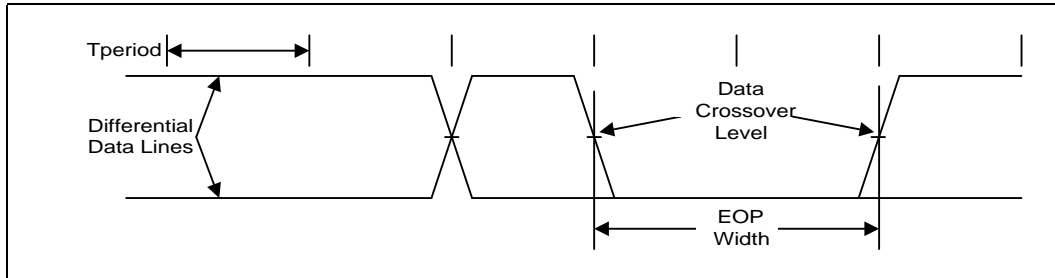 Tperiod
Differential
Data Lines
Data
Crossover
Level
EOP
Width